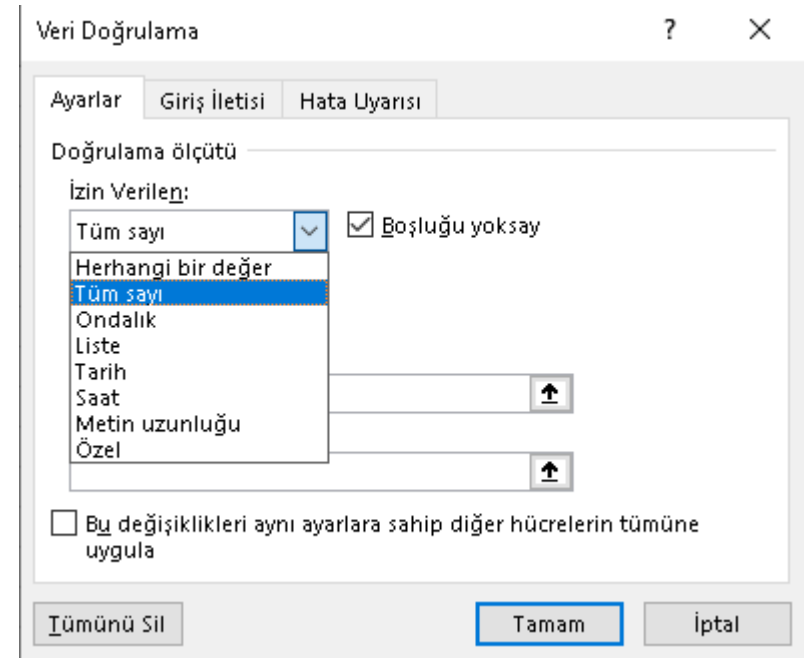 Veri Doğrulama ?
Ayarlar Giriş İletisi Hata Uyarısı
Doğrulama ölçütü
İzin Verilen:
Tüm sayı Boşluğu yoksay
Herhangi bir değer
Tüm sayı
Ondalık
Liste
Tarih
Saat
Metin uzunluğu
Özel
Bu değişiklikleri aynı ayarlara sahip diğer hücrelerin tümüne
uygula
Tümünü Sil Tamam İptal